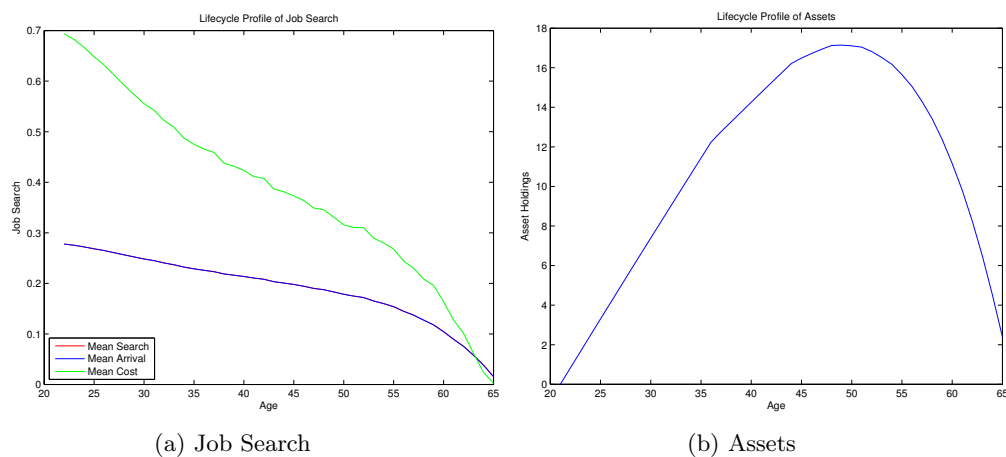 Lifecycle Profile of Job Search
0.7
0.6
0.5
0.4
0.3
0.2
0.1
0
Job Search
Mean Search
Mean Arrival
Mean Cost
20 25 30 35 40 45 50 55 60 65
Age
(a) Job Search
Lifecycle Profile of Assets
18
16
14
12
10
8
6
4
2
0
Asset Holdings
20 25 30 35 40 45 50 55 60 65
Age
(b) Assets